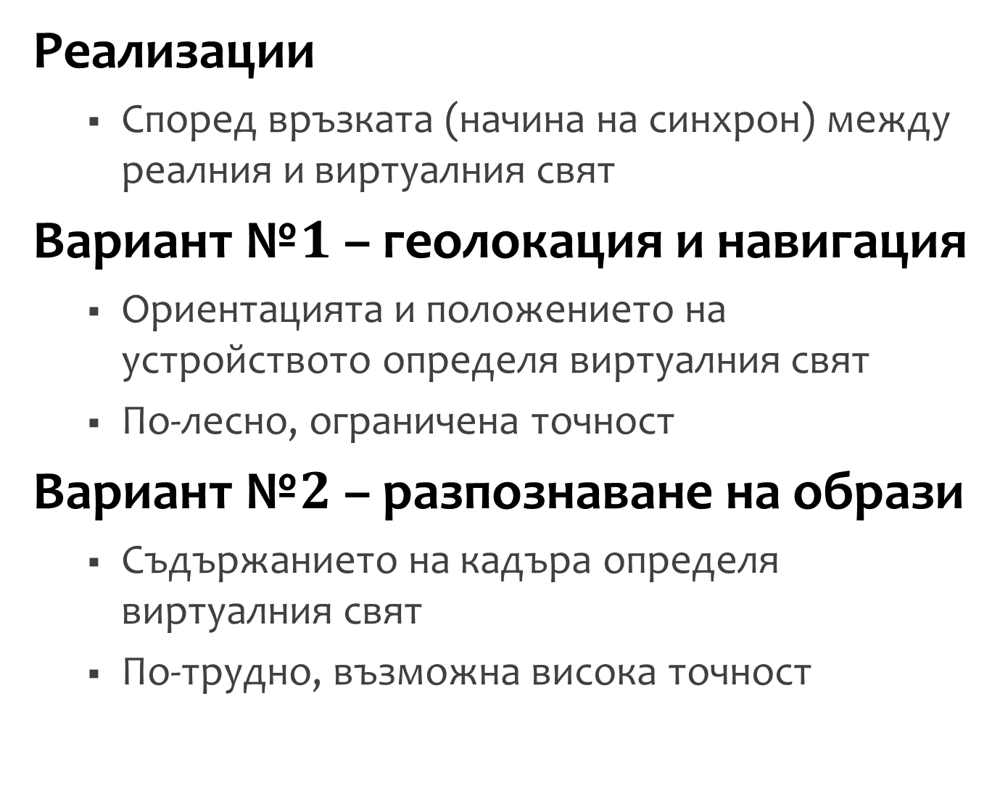 Реализации
▪ Според връзката (начина на синхрон) между
реалния и виртуалния свят
Вариант №1 – геолокация и навигация
▪ Ориентацията и положението на
устройството определя виртуалния свят
▪ По-лесно, ограничена точност
Вариант №2 – разпознаване на образи
▪ Съдържанието на кадъра определя
виртуалния свят
▪ По-трудно, възможна висока точност